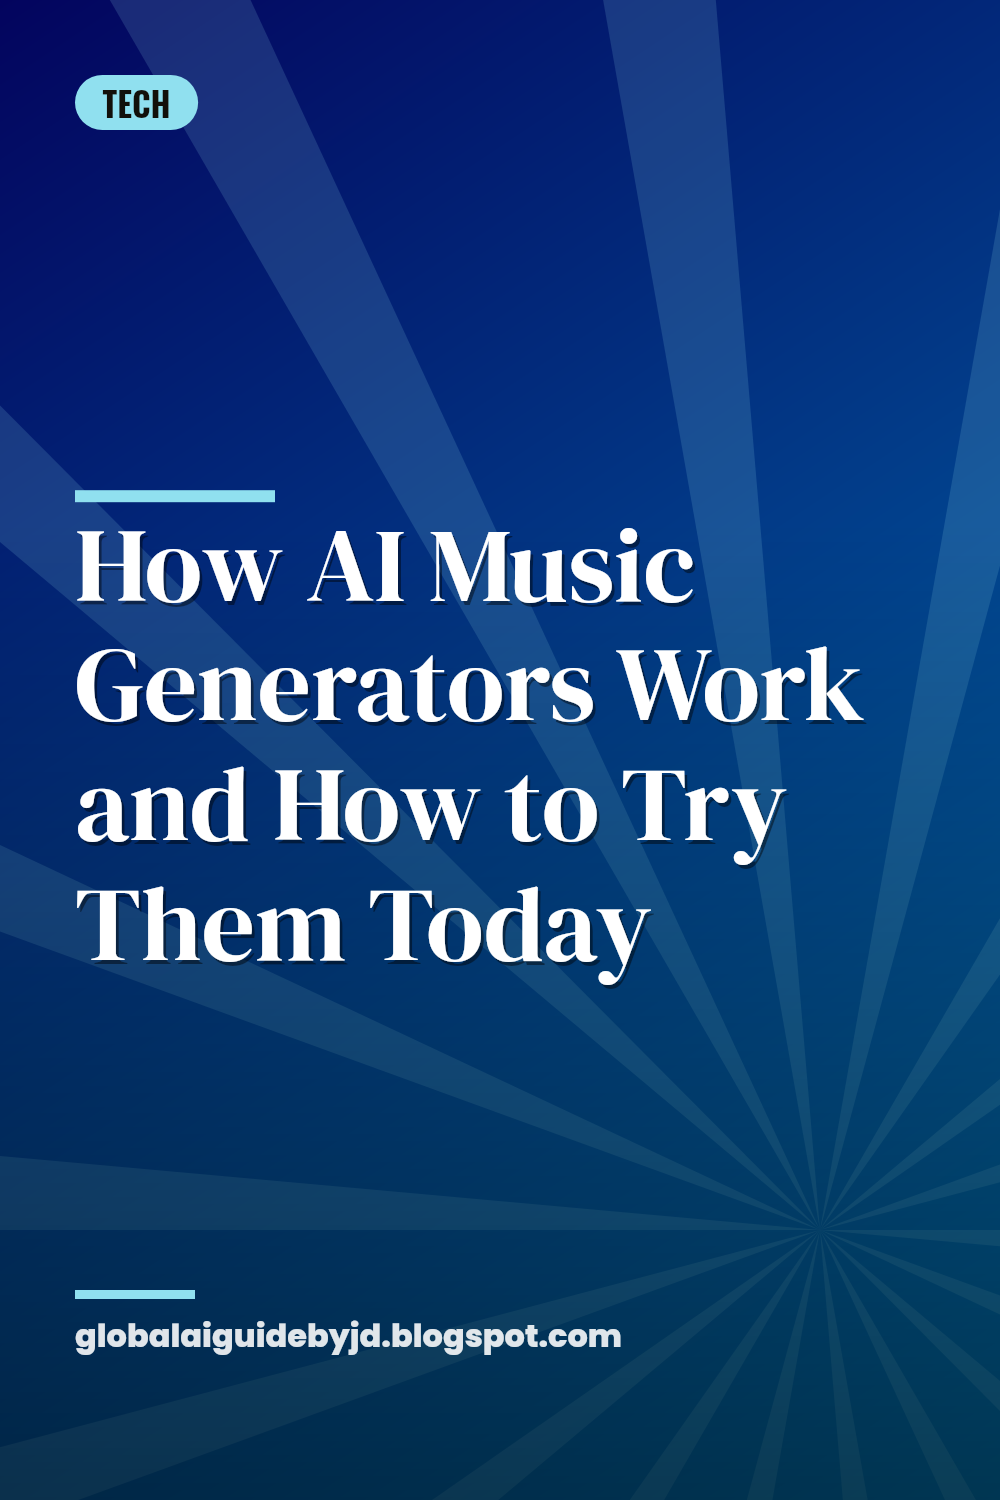 TECH
How AI Music
Generators Work
and How to Try
Them Today
globalaiguidebyjd.blogspot.com